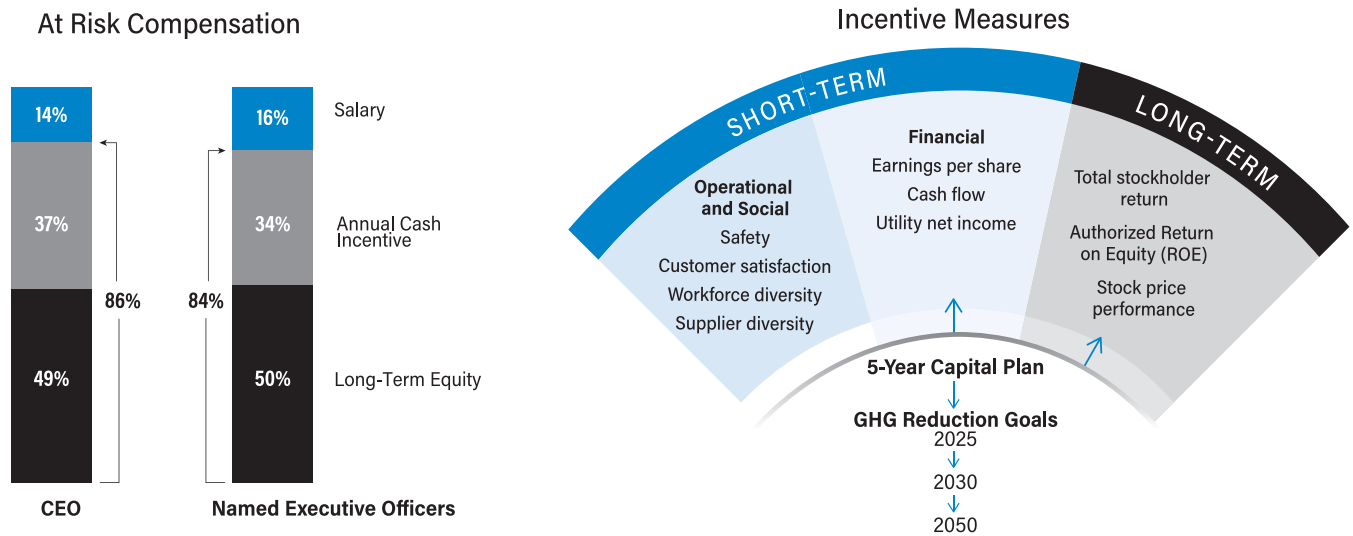 At Risk Compensation
14%
37%
49%
86%
CEO
84%
16%
34%
50%
Named Executive Officers
Salary
Annual Cash
Incentive
Long-Term Equity
Incentive Measures
SHORT-TERM
LONG-TERM
Operational
and Social
Safety
Customer satisfaction
Workforce diversity
Supplier diversity
Financial
Earnings per share
Cash flow
Utility net income
Total stockholder
return
Authorized Return
on Equity (ROE)
Stock price
performance
5-Year Capital Plan
GHG Reduction Goals
2025
2030
2050